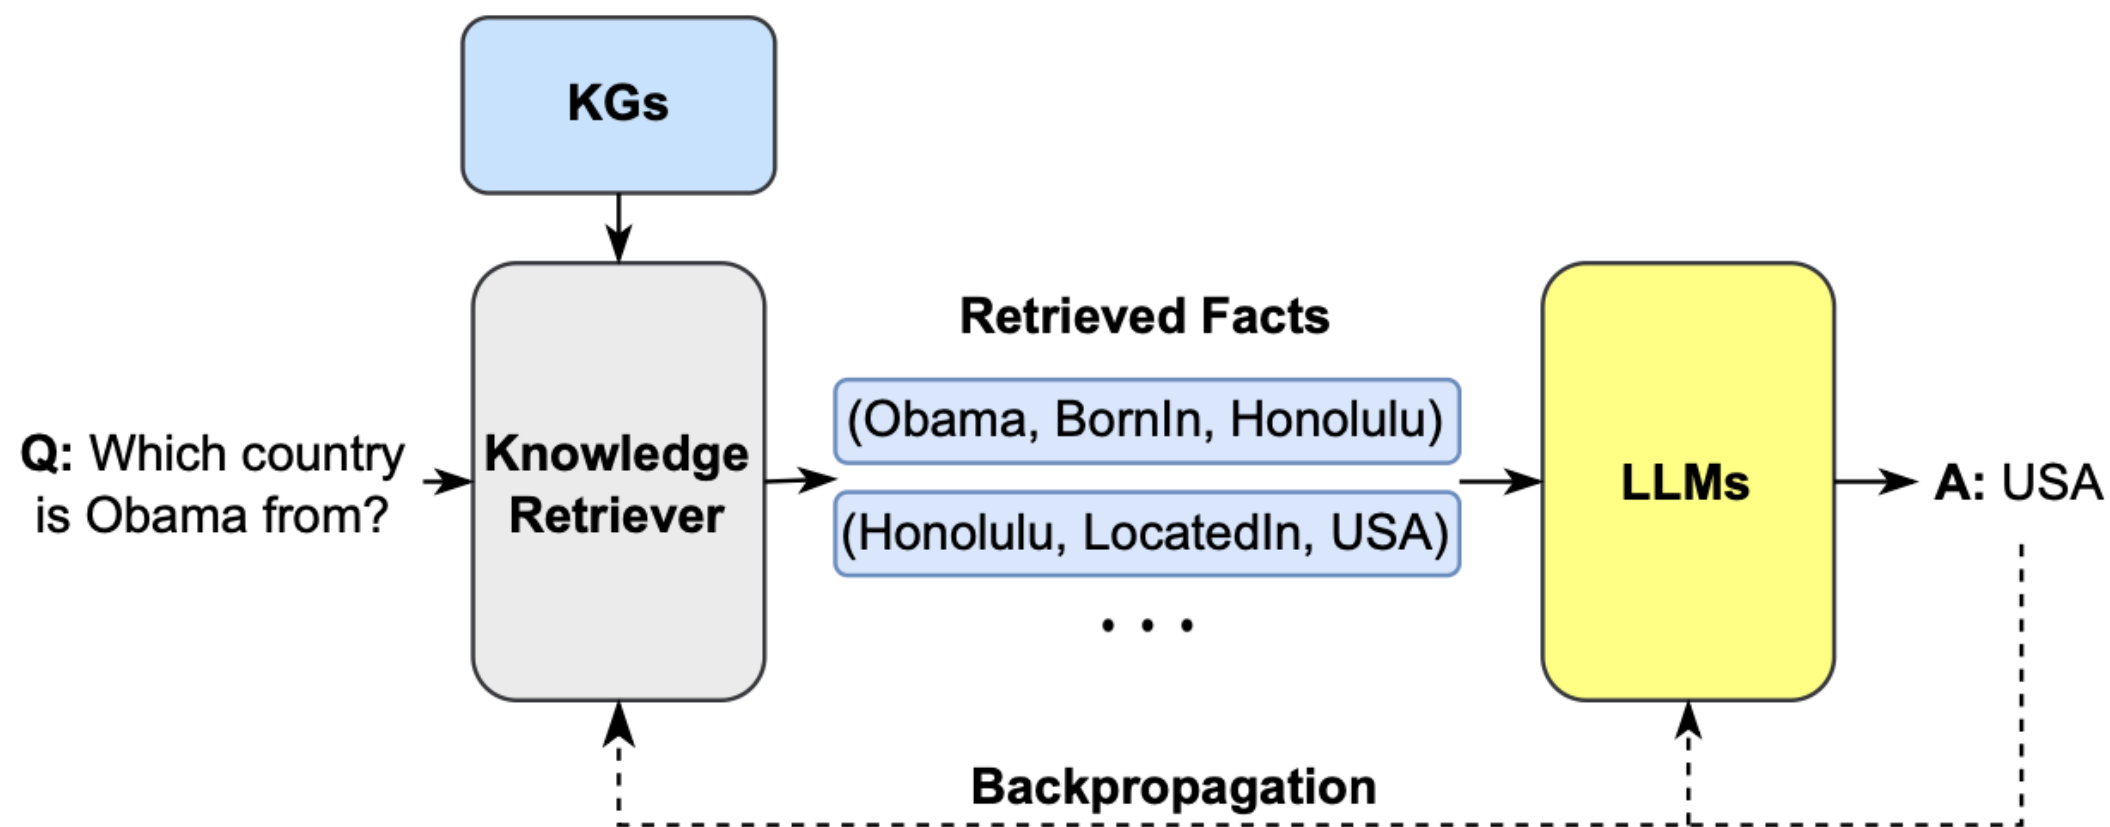 KGs
Q: Which country
is Obama from?
Knowledge
Retriever
Retrieved Facts
(Obama, BornIn, Honolulu)
(Honolulu, LocatedIn, USA)
. . .
LLMs
A: USA
Backpropagation